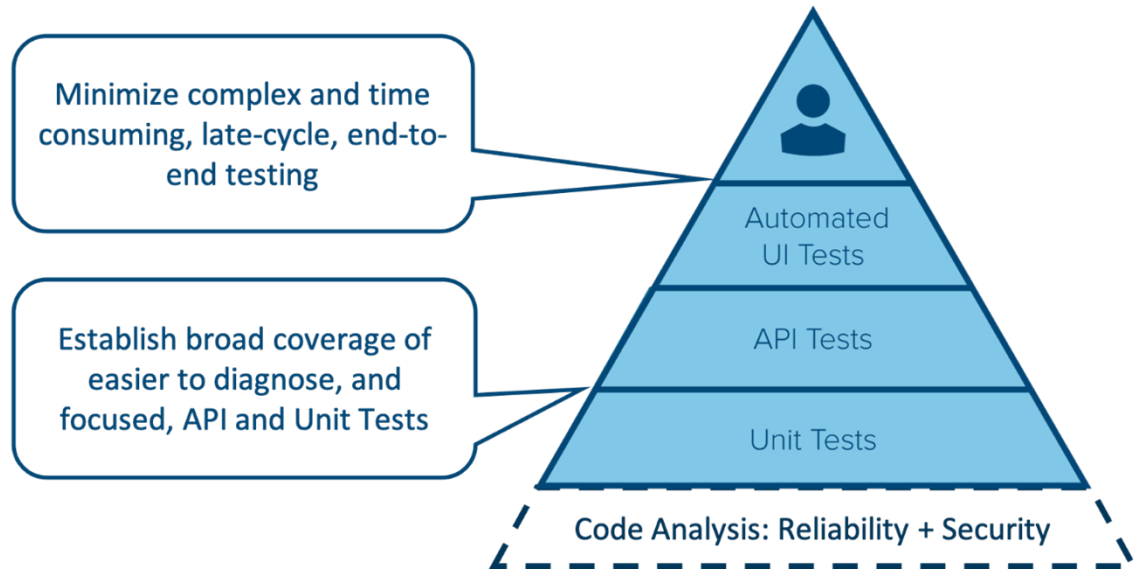 Minimize complex and time
consuming, late-cycle, end-to-
end testing
Automated
UI Tests
Establish broad coverage of
easier to diagnose, and
focused, API and Unit Tests
API Tests
Unit Tests
Code Analysis: Reliability + Security